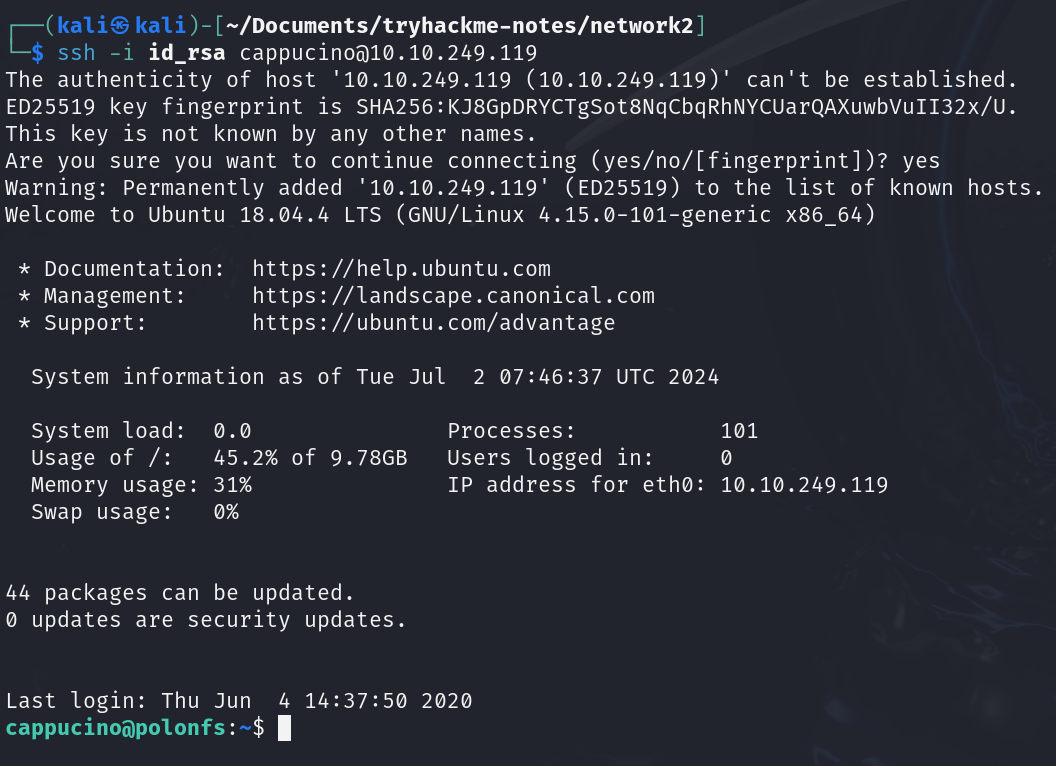 ┌──(kali㉿kali)-[~/Documents/tryhackme-notes/network2]
└─$ ssh -i id_rsa cappucino@10.10.249.119
The authenticity of host '10.10.249.119 (10.10.249.119)' can't be established.
ED25519 key fingerprint is SHA256:KJ8GpDRYCTgSot8NqCbqRhNYCUarQAXuwbVuII32x/U.
This key is not known by any other names.
Are you sure you want to continue connecting (yes/no/[fingerprint])? yes
Warning: Permanently added '10.10.249.119' (ED25519) to the list of known hosts.
Welcome to Ubuntu 18.04.4 LTS (GNU/Linux 4.15.0-101-generic x86_64)

 * Documentation:  https://help.ubuntu.com
 * Management:     https://landscape.canonical.com
 * Support:        https://ubuntu.com/advantage

  System information as of Tue Jul  2 07:46:37 UTC 2024

  System load:  0.0               Processes:           101
  Usage of /:   45.2% of 9.78GB   Users logged in:     0
  Memory usage: 31%               IP address for eth0: 10.10.249.119
  Swap usage:   0%

44 packages can be updated.
0 updates are security updates.

Last login: Thu Jun  4 14:37:50 2020
cappucino@polonfs:~$